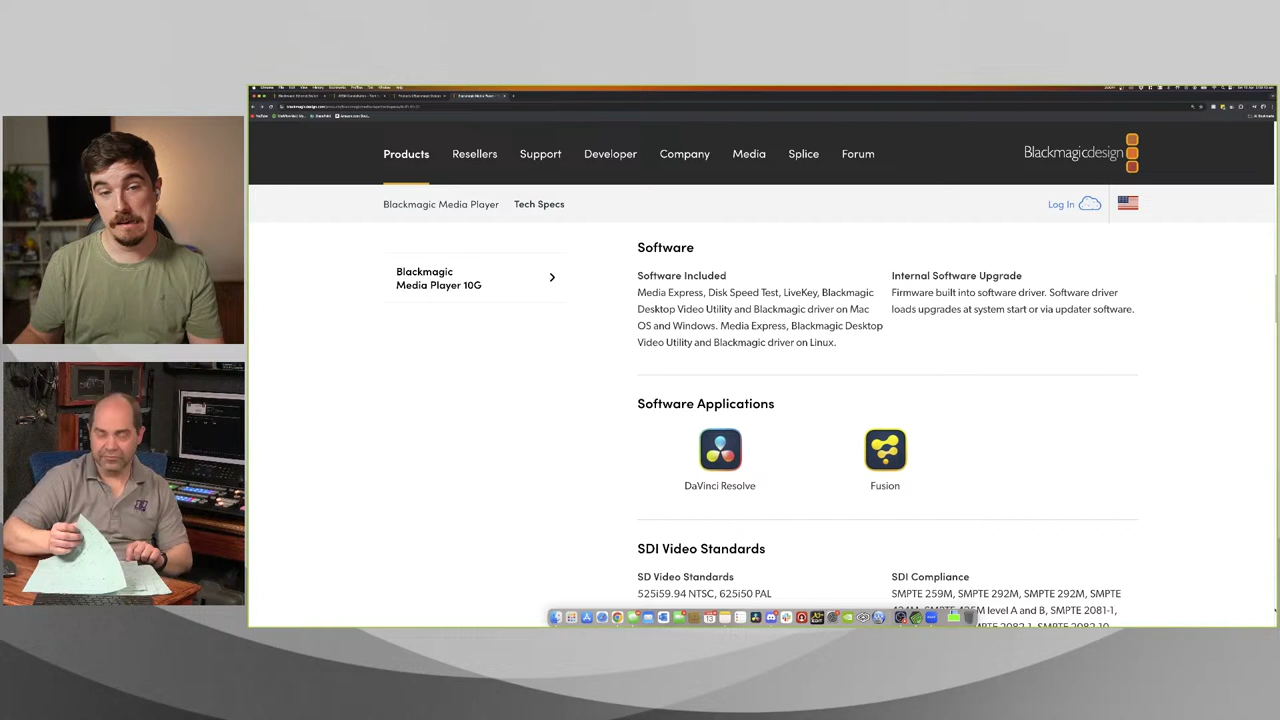 Products
Resellers
Support
Developer
Company
Media
Splice
Forum
Blackmagicdesign
Blackmagic Media Player
Tech Specs
Log In
Blackmagic
Media Player 10G
Software
Software Included
Media Express, Disk Speed Test, LiveKey, Blackmagic
Desktop Video Utility and Blackmagic driver on Mac
OS and Windows. Media Express, Blackmagic Desktop
Video Utility and Blackmagic driver on Linux.
Internal Software Upgrade
Firmware built into software driver. Software driver
loads upgrades at system start or via updater software.
Software Applications
DaVinci Resolve
Fusion
SDI Video Standards
SD Video Standards
525i59.94 NTSC, 625i50 PAL
SDI Compliance
SMPTE 259M, SMPTE 292M, SMPTE 292M, SMPTE
level A and B, SMPTE 2081-1,